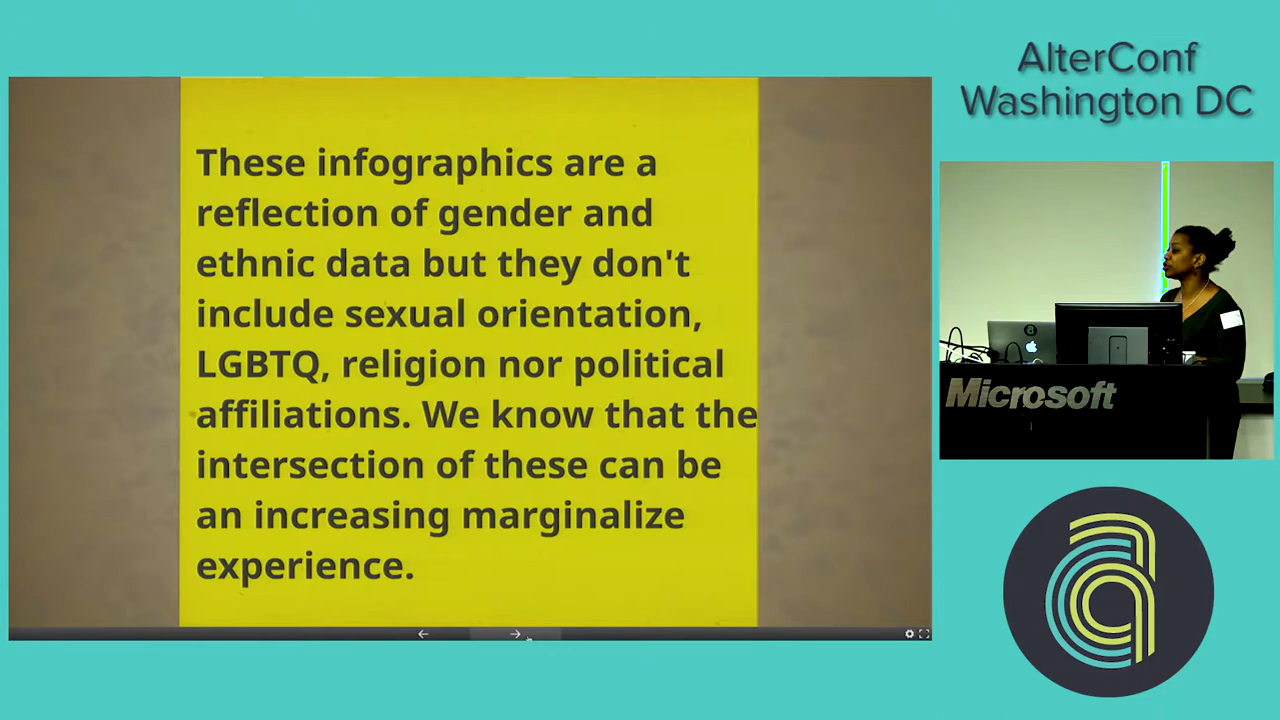 AlterConf
Washington DC
These infographics are a
reflection of gender and
ethnic data but they don't
include sexual orientation,
LGBTQ, religion nor political
affiliations. We know that the
intersection of these can be
an increasing marginalize
experience.
Microsoft